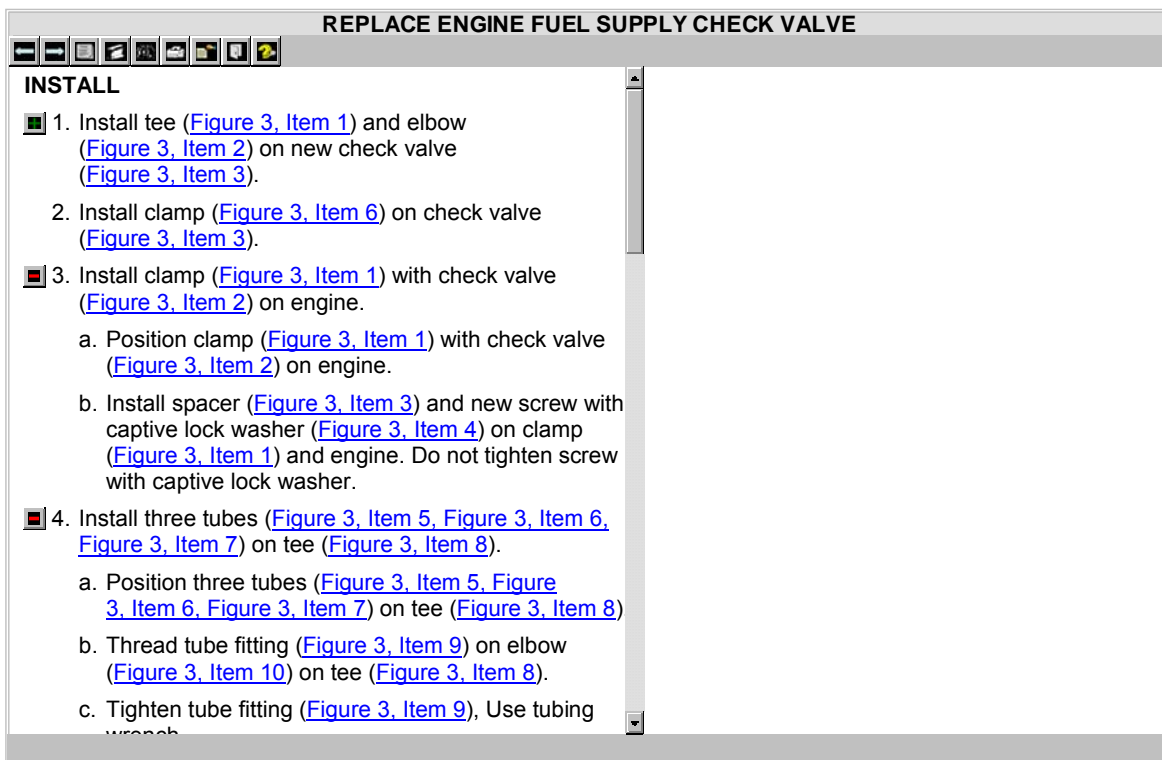 REPLACE ENGINE FUEL SUPPLY CHECK VALVE
INSTALL
1. Install tee (Figure 3, Item 1) and elbow
(Figure 3, Item 2) on new check valve
(Figure 3, Item 3).
2. Install clamp (Figure 3, Item 6) on check valve
(Figure 3, Item 3).
3. Install clamp (Figure 3, Item 1) with check valve
(Figure 3, Item 2) on engine.
a. Position clamp (Figure 3, Item 1) with check valve
(Figure 3, Item 2) on engine.
b. Install spacer (Figure 3, Item 3) and new screw with
captive lock washer (Figure 3, Item 4) on clamp
(Figure 3, Item 1) and engine. Do not tighten screw
with captive lock washer.
4. Install three tubes (Figure 3, Item 5, Figure 3, Item 6,
Figure 3, Item 7) on tee (Figure 3, Item 8).
a. Position three tubes (Figure 3, Item 5, Figure
3, Item 6, Figure 3, Item 7) on tee (Figure 3, Item 8)
b. Thread tube fitting (Figure 3, Item 9) on elbow
(Figure 3, Item 10) on tee (Figure 3, Item 8).
c. Tighten tube fitting (Figure 3, Item 9), Use tubing